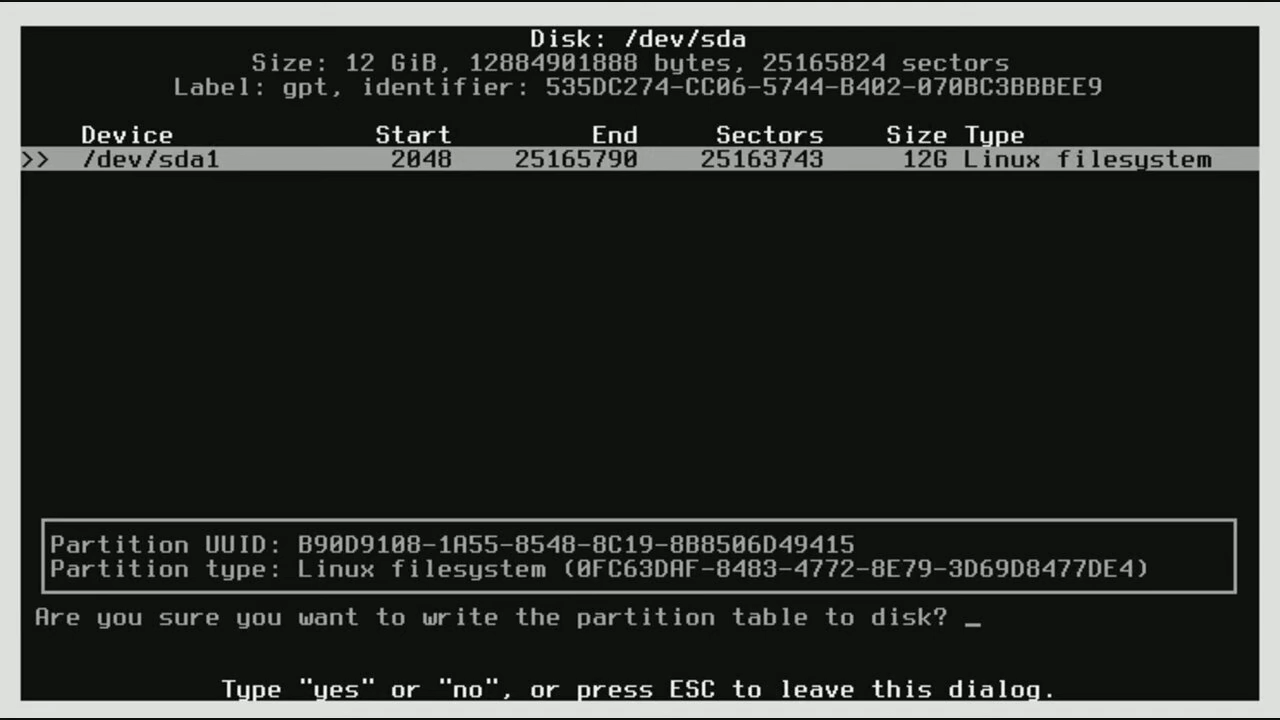 Disk: /dev/sda
Size: 12 GiB, 12884901888 bytes, 25165824 sectors
Label: gpt, identifier: 535DC274-CC06-5744-B402-070BC3BBBEE9
Device Start End Sectors Size Type
>> /dev/sda1 2048 25165790 25163743 12G Linux filesystem
Partition UUID: B90D9108-1A55-8548-8C19-8B8506D49415
Partition type: Linux filesystem (0FC63DAF-8483-4772-8E79-3D69D8477DE4)
Are you sure you want to write the partition table to disk? _
Type "yes" or "no", or press ESC to leave this dialog.